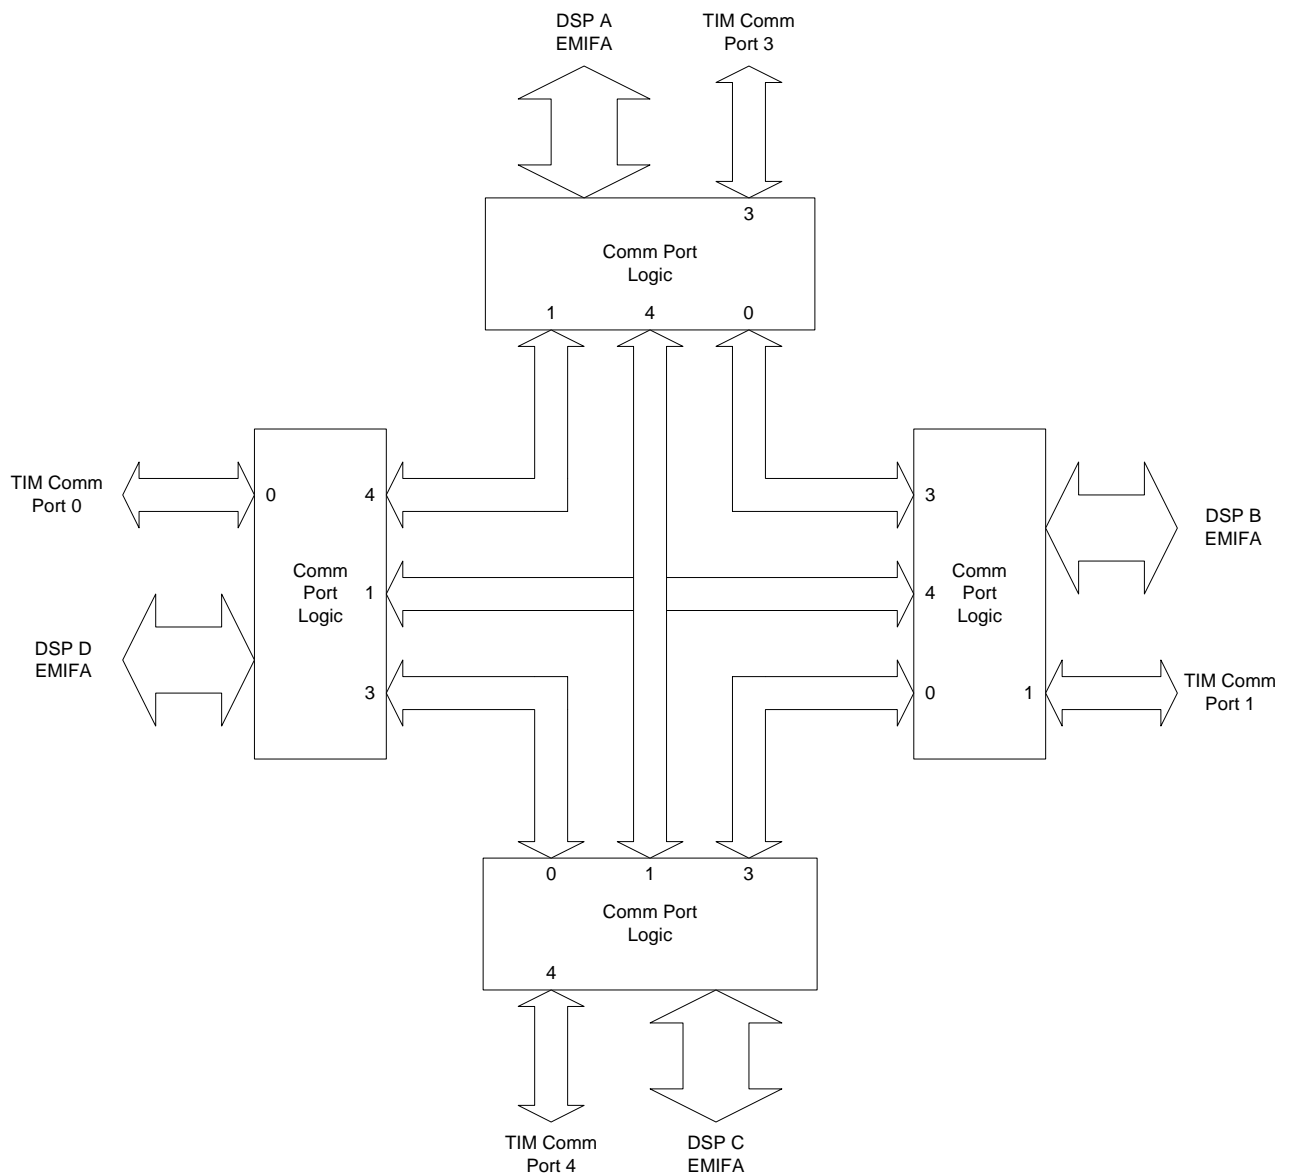 DSP A
EMIFA
TIM Comm
Port 3
3
Comm Port
Logic
1 4 0
TIM Comm
Port 0
0 4
Comm
Port
Logic
1
3
DSP D
EMIFA
3
Comm
Port
Logic
4
0 1
DSP B
EMIFA
TIM Comm
Port 1
0 1 3
Comm Port
Logic
4
TIM Comm
Port 4
DSP C
EMIFA